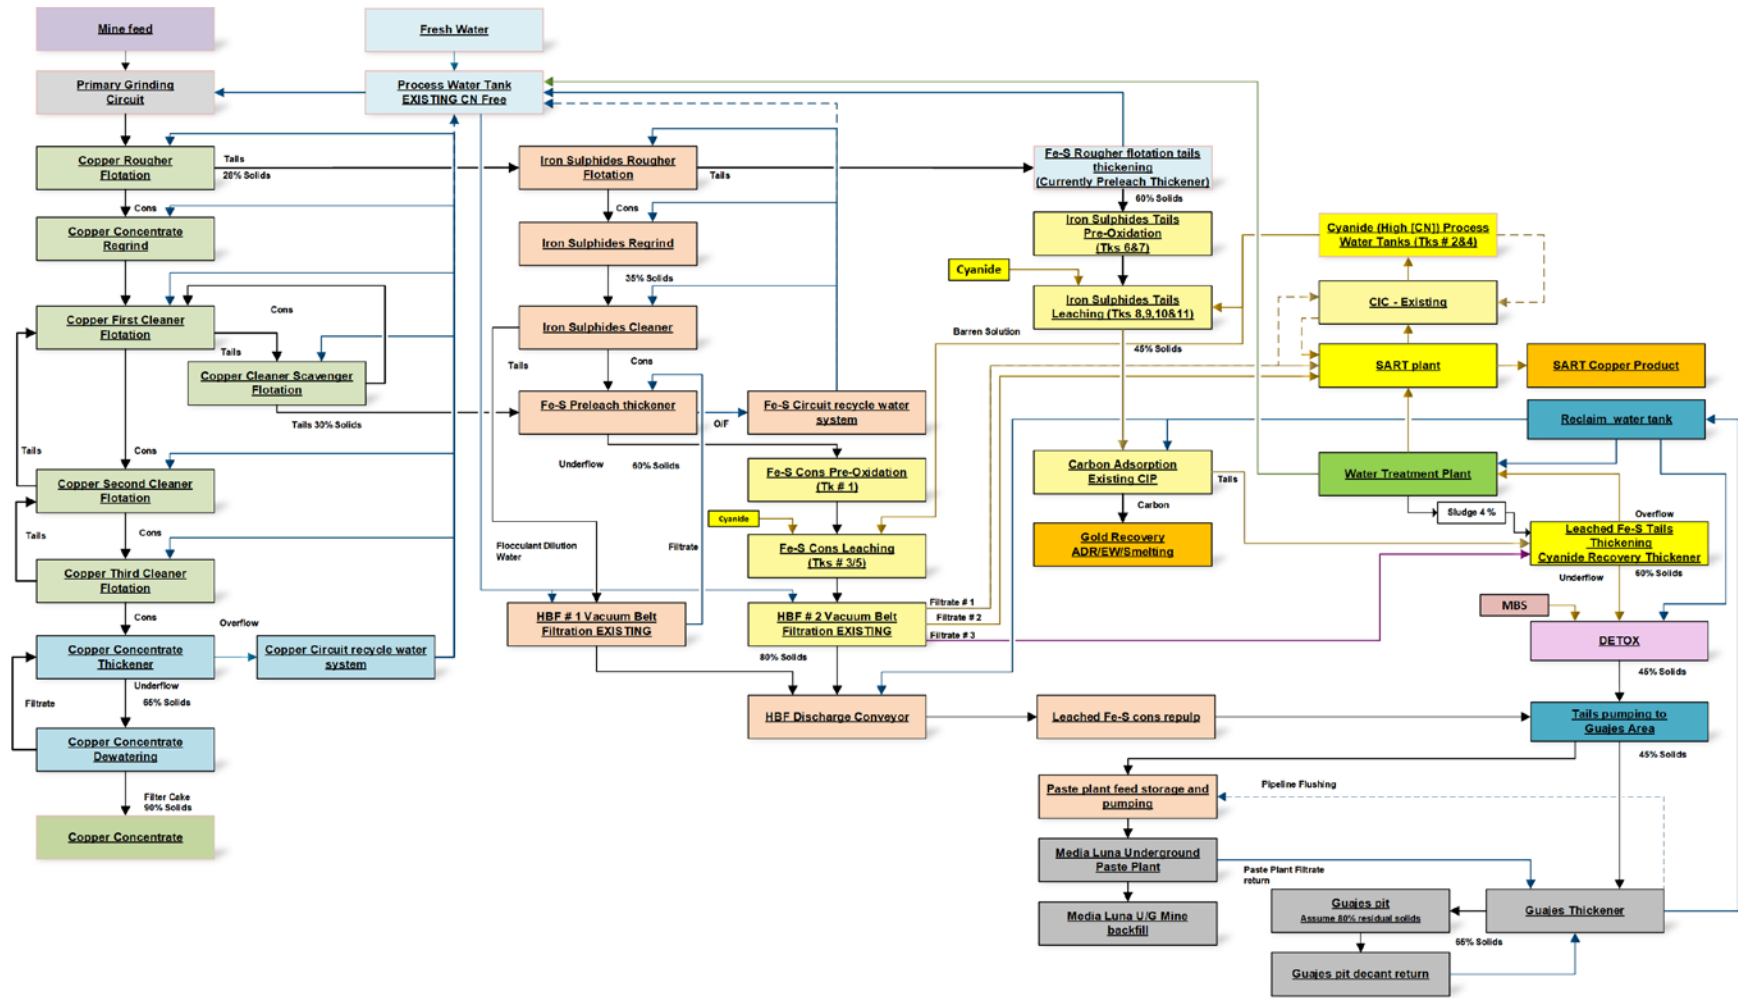 Mine feed
Fresh Water
Primary Grinding
Circuit
Process Water Tank
EXISTING CN Free
Copper Rougher
Flotation
Tails
28% Solids
Iron Sulphides Rougher
Flotation
Tails
Fe-S Rougher flotation tails
thickening
(Currently Preleach Thickener)
60% Solids
Cons
Cons
Copper Concentrate
Regrind
Iron Sulphides Regrind
35% Solids
Iron Sulphides Tails
Pre-Oxidation
(Tks 6&7)
Cyanide (High [CN]) Process
Water Tanks (Tks # 2&4)
Cyanide
Iron Sulphides Tails
Leaching (Tks 8,9,10&11)
CIC - Existing
Copper First Cleaner
Flotation
Cons
Iron Sulphides Cleaner
Barren Solution
45% Solids
Tails
Tails
Cons
Copper Cleaner Scavenger
Flotation
SART plant
SART Copper Product
Fe-S Preleach thickener
O/F
Fe-S Circuit recycle water
system
Reclaim water tank
Tails 30% Solids
Tails
Cons
Underflow
60% Solids
Fe-S Cons Pre-Oxidation
(Tk # 1)
Carbon Adsorption
Existing CIP
Tails
Water Treatment Plant
Copper Second Cleaner
Flotation
Carbon
Sludge 4 %
Overflow
Cyanide
Tails
Cons
Flocculant Dilution
Water
Filtrate
Fe-S Cons Leaching
(Tks # 3/5)
Gold Recovery
ADR/EW/Smelting
Leached Fe-S Tails
Thickening
Cyanide Recovery Thickener
Underflow
60% Solids
Copper Third Cleaner
Flotation
Cons
HBF # 1 Vacuum Belt
Filtration EXISTING
HBF # 2 Vacuum Belt
Filtration EXISTING
Filtrate # 1
Filtrate # 2
Filtrate # 3
MBS
DETOX
Overflow
Copper Concentrate
Thickener
Copper Circuit recycle water
system
80% Solids
45% Solids
Underflow
65% Solids
Filtrate
HBF Discharge Conveyor
Leached Fe-S cons repulp
Tails pumping to
Guajes Area
Copper Concentrate
Dewatering
45% Solids
Filter Cake
90% Solids
Paste plant feed storage and
pumping
Pipeline Flushing
Copper Concentrate
Media Luna Underground
Paste Plant
Paste Plant Filtrate
return
Media Luna U/G Mine
backfill
Guajes pit
Assume 80% residual solids
Guajes Thickener
65% Solids
Guajes pit decant return